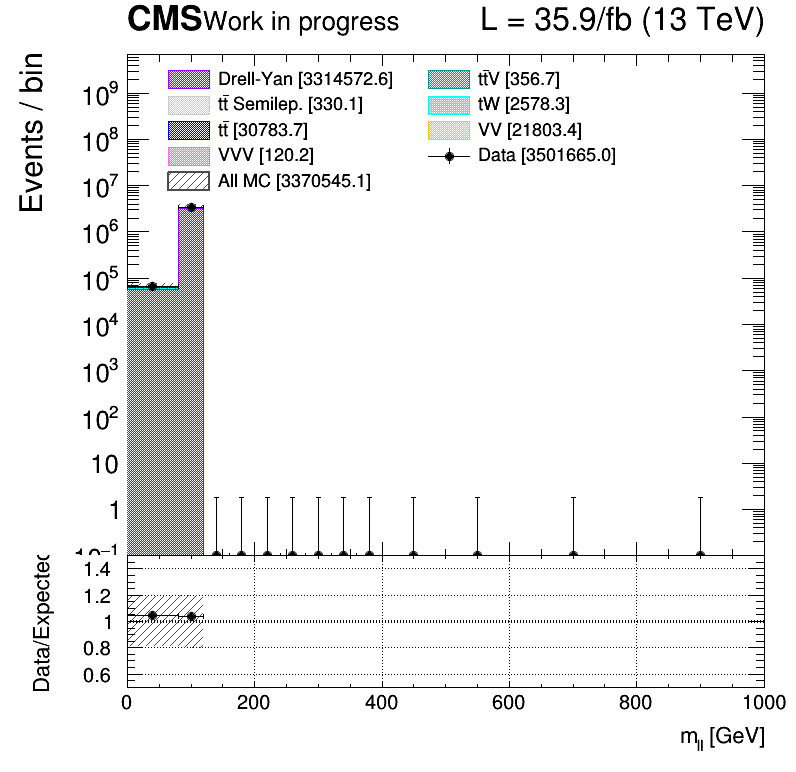 CMS Work in progress L = 35.9/fb (13 TeV)
Events / bin
Drell-Yan [3314572.6]
tt̄ Semilep. [330.1]
tt̄ [30783.7]
VVV [120.2]
All MC [3370545.1]
tt̄V [356.7]
tW [2578.3]
VV [21803.4]
Data [3501665.0]
10⁹
10⁸
10⁷
10⁶
10⁵
10⁴
10³
10²
10
1
10⁻¹
Data/Expected
1.4
1.2
1
0.8
0.6
0 200 400 600 800 1000
m_ll [GeV]